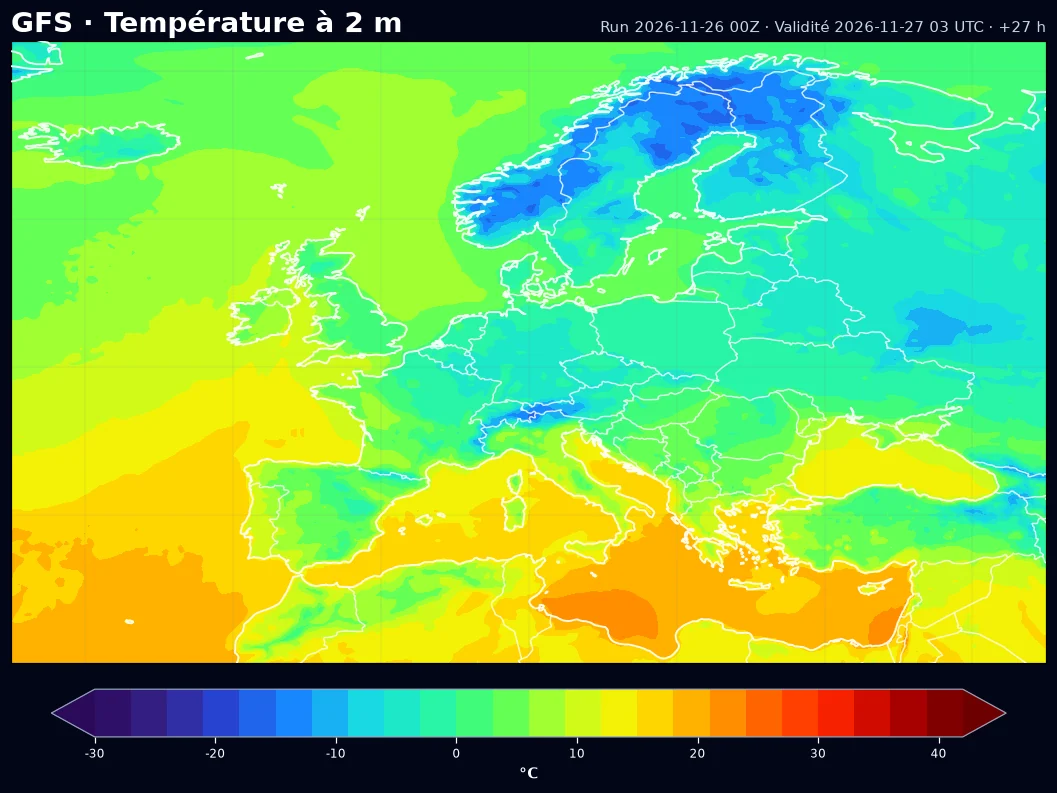 GFS · Température à 2 m
Run 2026-11-26 00Z · Validité 2026-11-27 03 UTC · +27 h
-30 -20 -10 0 10 20 30 40
°C